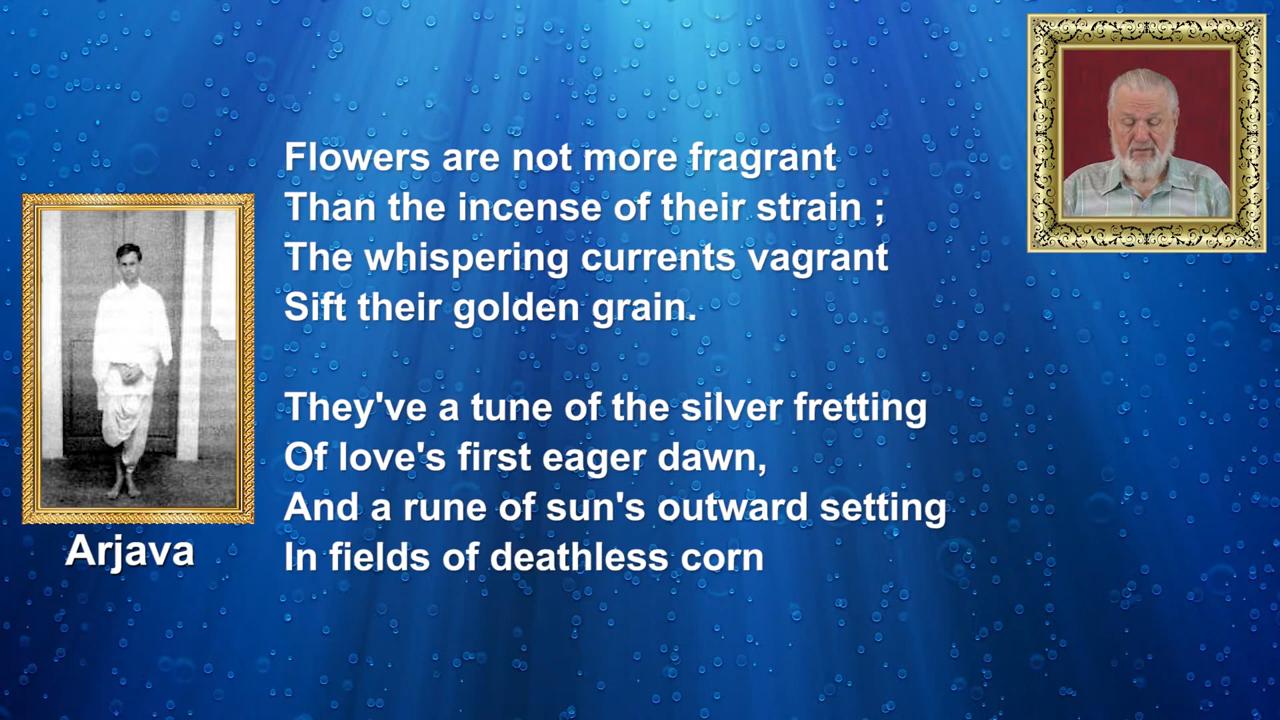 Flowers are not more fragrant
Than the incense of their strain ;
The whispering currents vagrant
Sift their golden grain.
They've a tune of the silver fretting
Of love's first eager dawn,
And a rune of sun's outward setting
In fields of deathless corn
Arjava